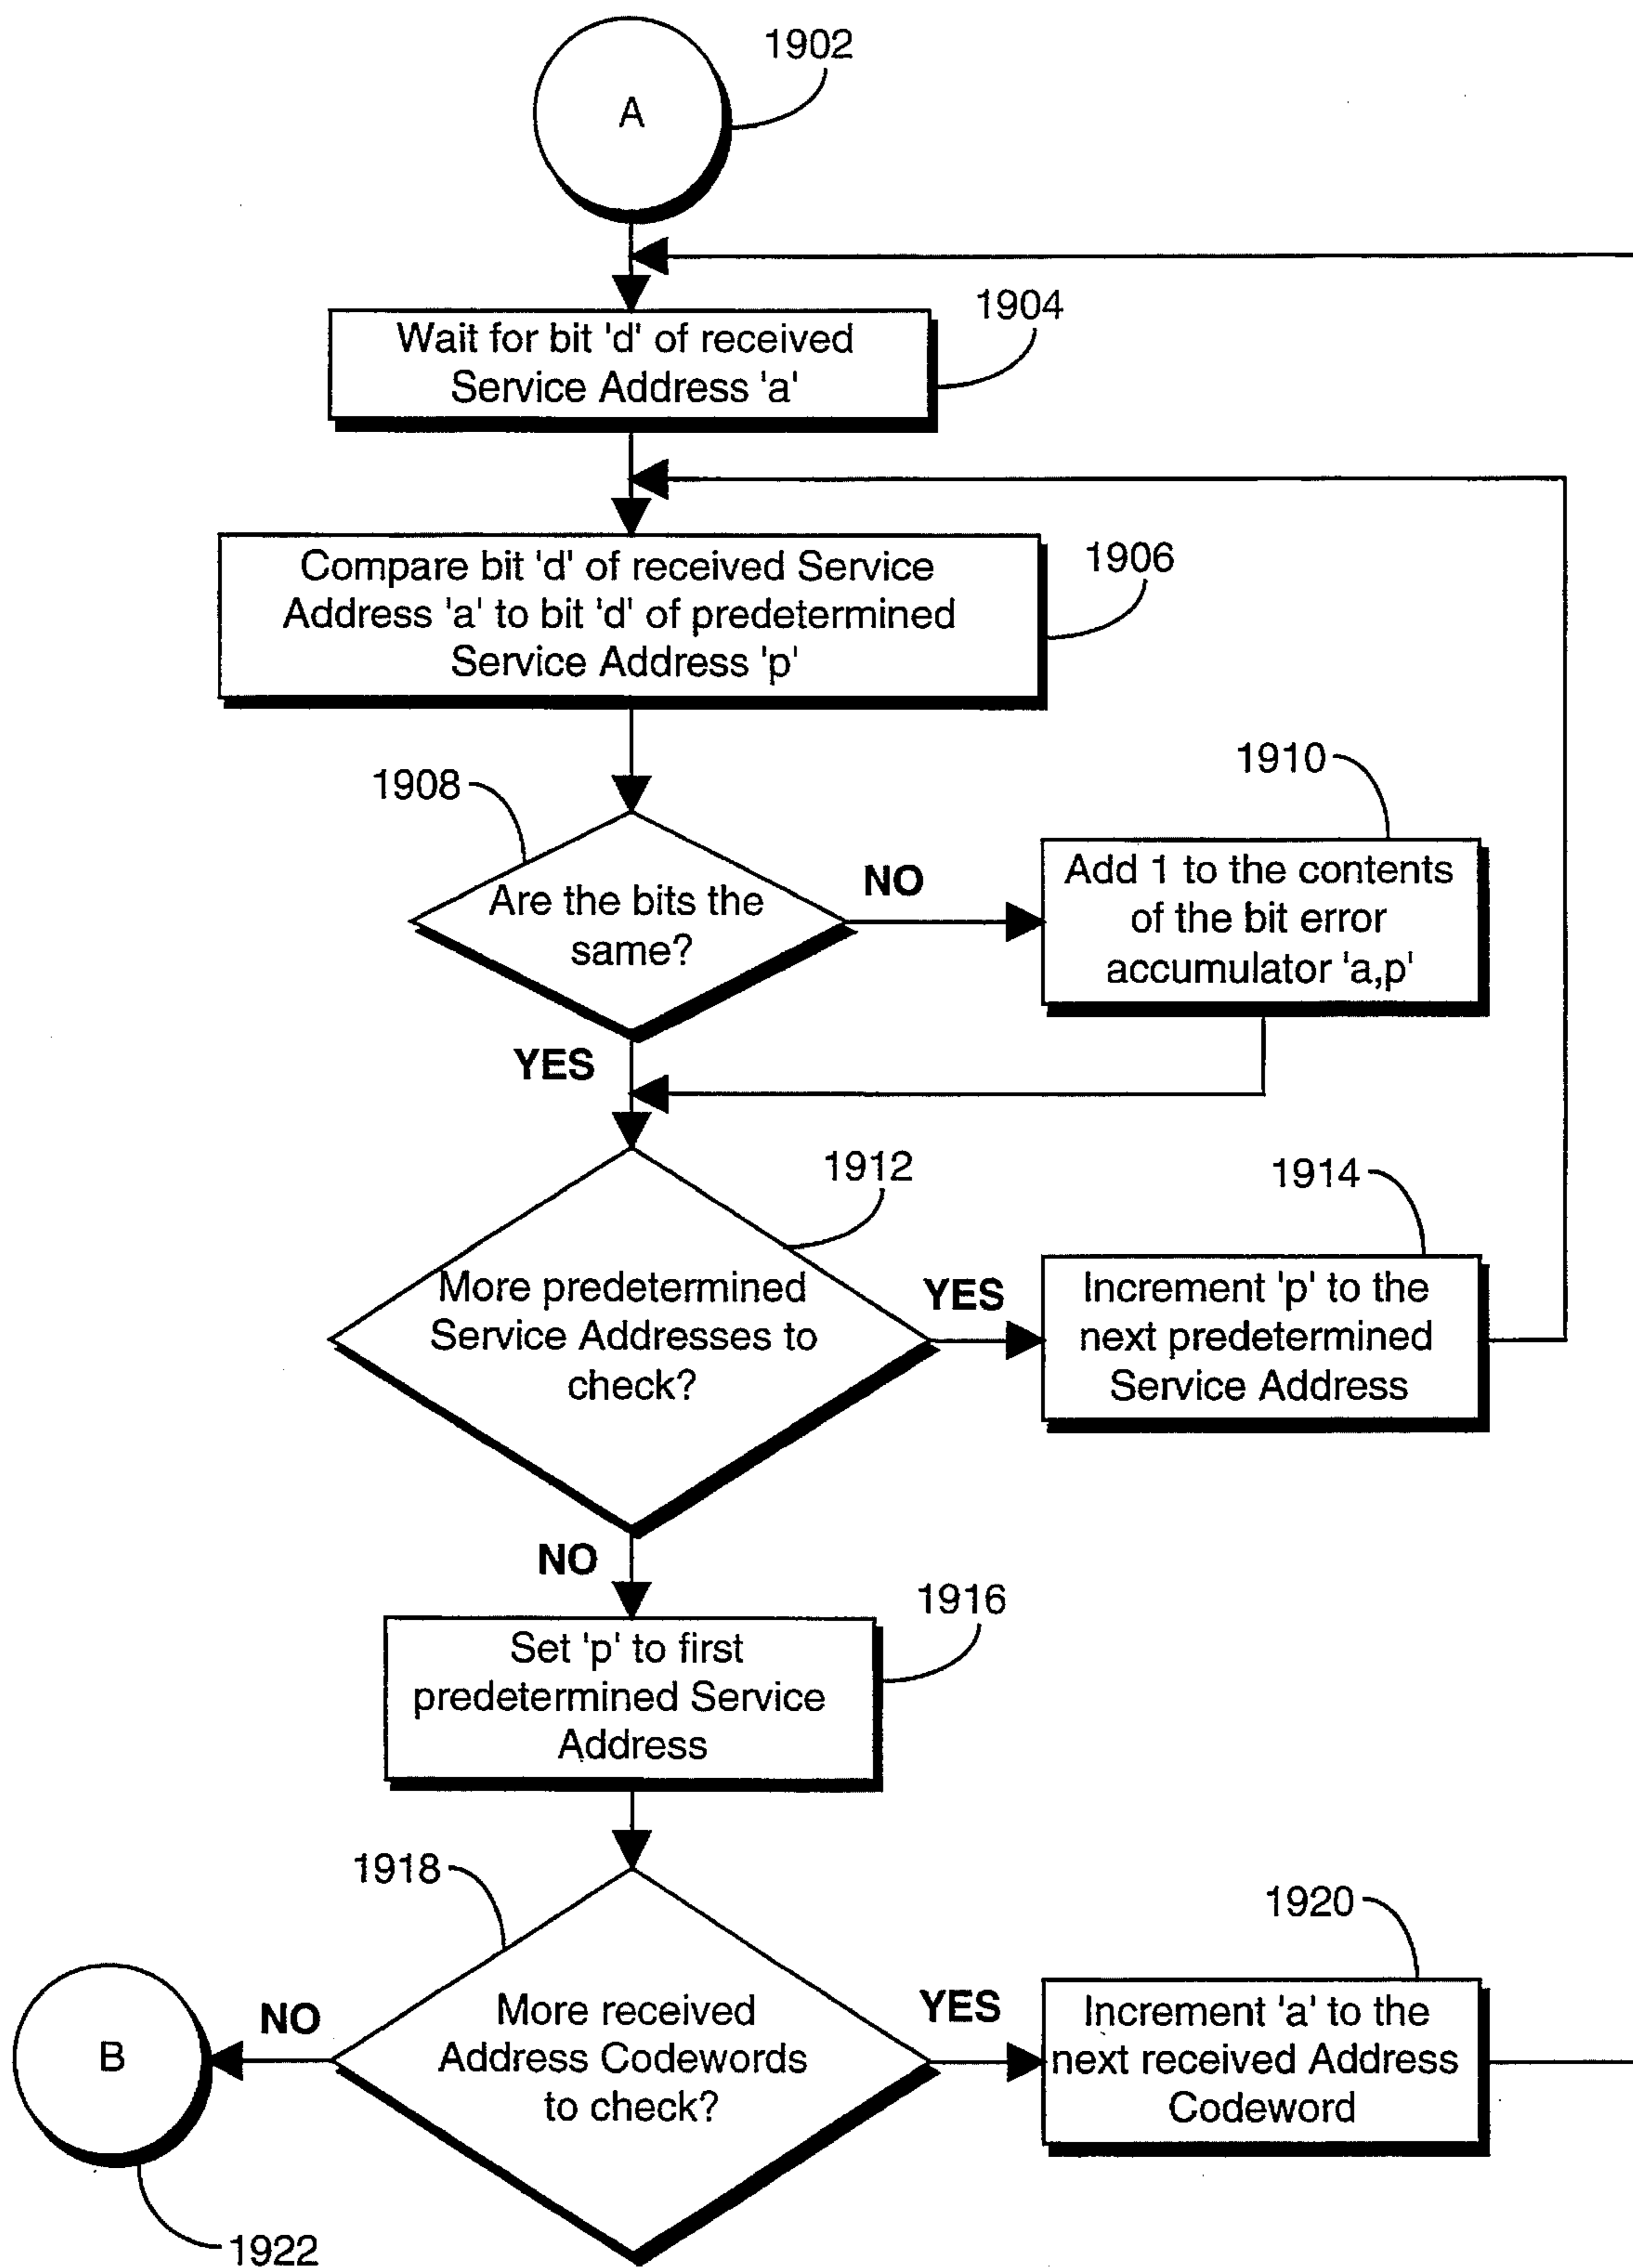 1902
A
1904
Wait for bit 'd' of received
Service Address 'a'
1906
Compare bit 'd' of received Service
Address 'a' to bit 'd' of predetermined
Service Address 'p'
1908
Are the bits the
same?
NO
1910
Add 1 to the contents
of the bit error
accumulator 'a,p'
YES
1912
More predetermined
Service Addresses to
check?
YES
1914
Increment 'p' to the
next predetermined
Service Address
NO
1916
Set 'p' to first
predetermined Service
Address
1918
More received
Address Codewords
to check?
YES
1920
Increment 'a' to the
next received Address
Codeword
NO
B
1922